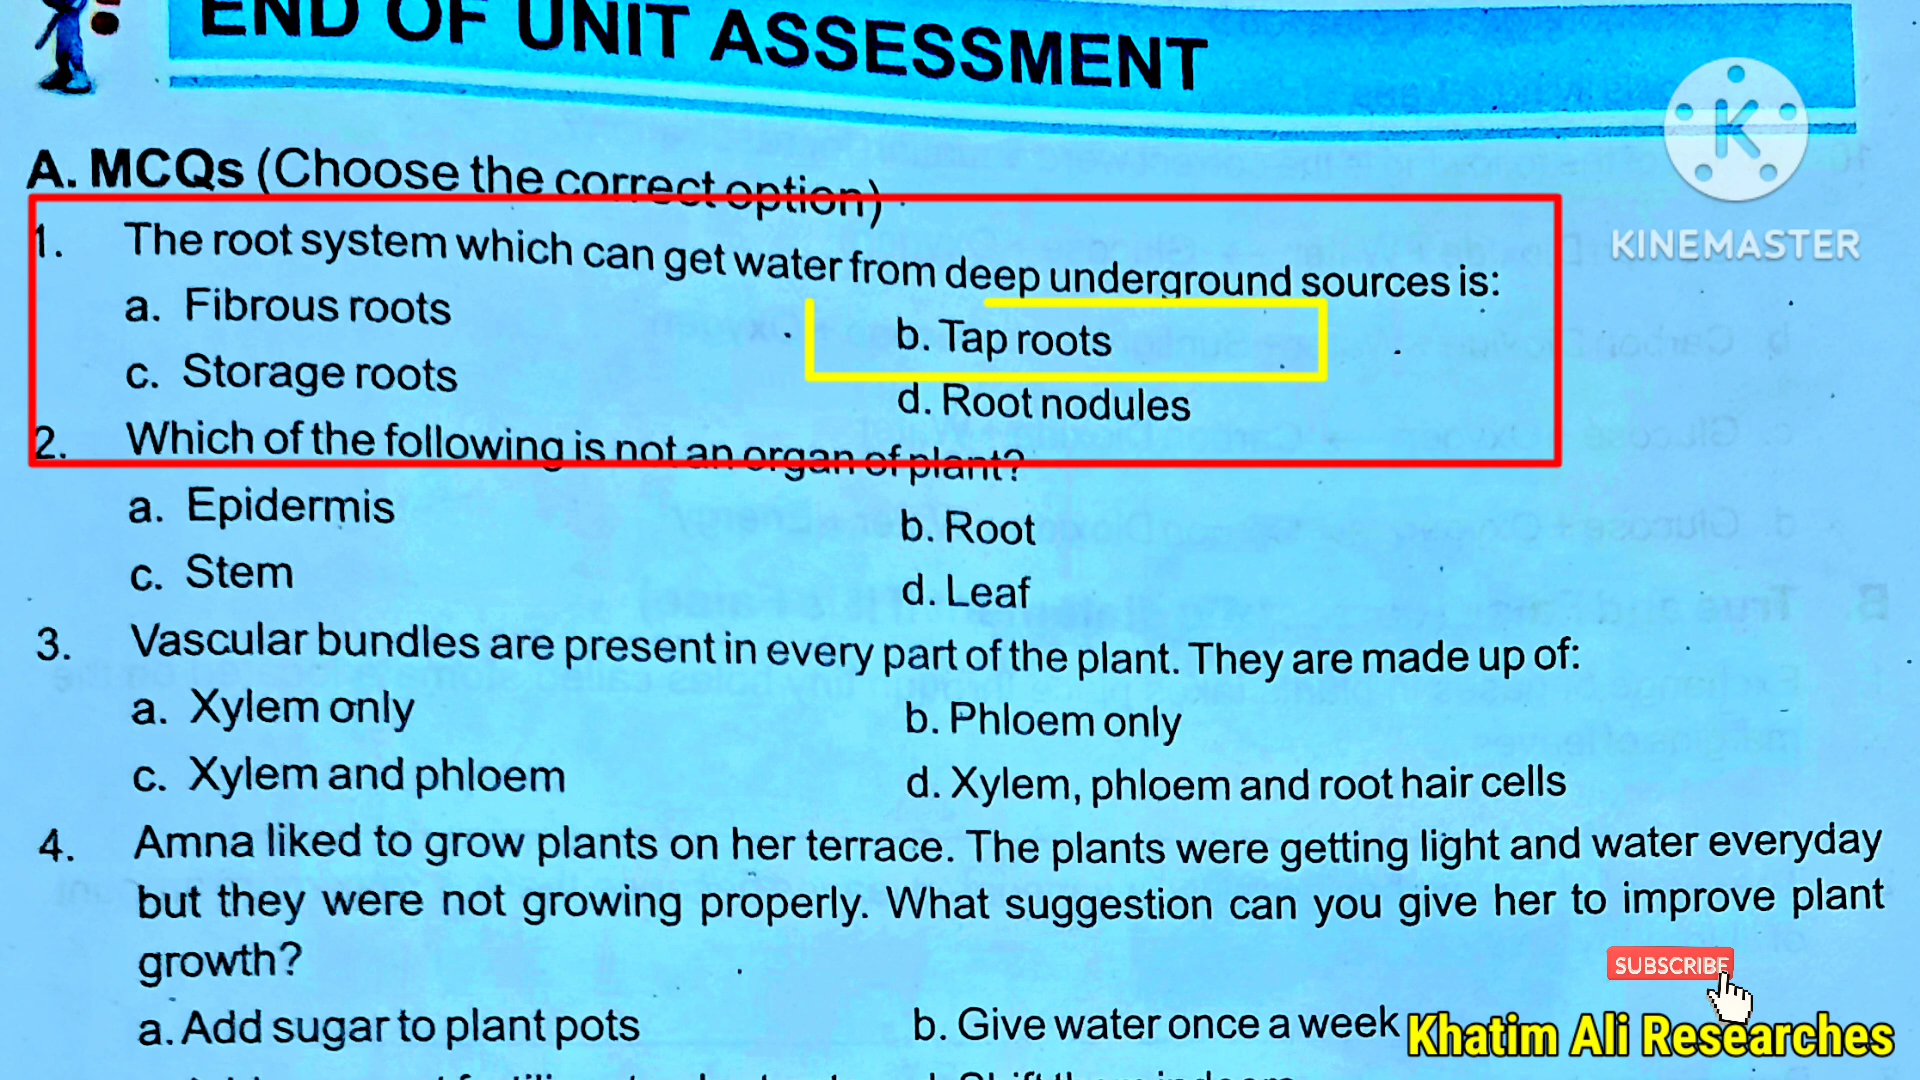 END OF UNIT ASSESSMENT
A. MCQs (Choose the correct option)
KINEMASTER
1. The root system which can get water from deep underground sources is:
a. Fibrous roots b. Tap roots
c. Storage roots d. Root nodules
2. Which of the following is not an organ of plant?
a. Epidermis b. Root
c. Stem d. Leaf
3. Vascular bundles are present in every part of the plant. They are made up of:
a. Xylem only b. Phloem only
c. Xylem and phloem d. Xylem, phloem and root hair cells
4. Amna liked to grow plants on her terrace. The plants were getting light and water everyday
but they were not growing properly. What suggestion can you give her to improve plant
growth?
SUBSCRIBE
a. Add sugar to plant pots b. Give water once a week
Khatim Ali Researches